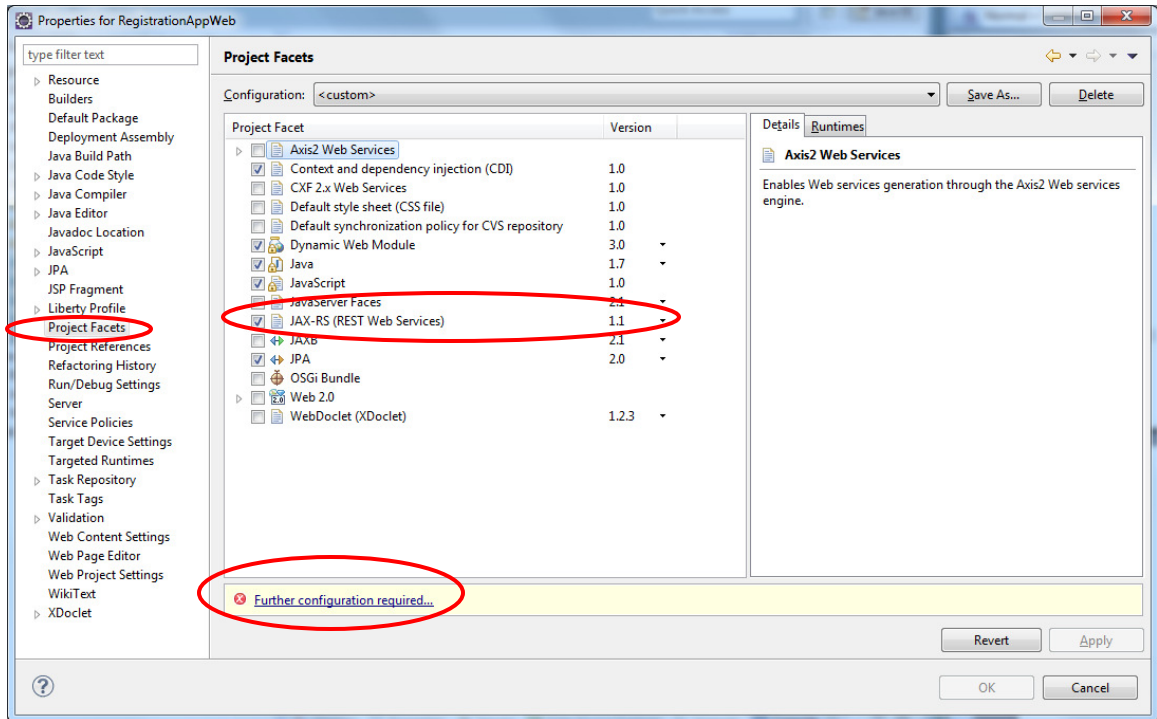 Properties for RegistrationAppWeb
type filter text
Resource
Builders
Default Package
Deployment Assembly
Java Build Path
Java Code Style
Java Compiler
Java Editor
Javadoc Location
JavaScript
JPA
JSP Fragment
Liberty Profile
Project Facets
Project References
Refactoring History
Run/Debug Settings
Server
Service Policies
Target Device Settings
Targeted Runtimes
Task Repository
Task Tags
Validation
Web Content Settings
Web Page Editor
Web Project Settings
WikiText
XDoclet
Project Facets
Configuration: <custom> Save As... Delete
Project Facet Version
Axis2 Web Services
Context and dependency injection (CDI) 1.0
CXF 2.x Web Services 1.0
Default style sheet (CSS file) 1.0
Default synchronization policy for CVS repository 1.0
Dynamic Web Module 3.0
Java 1.7
JavaScript 1.0
JavaServer Faces 2.1
JAX-RS (REST Web Services) 1.1
JAXB 2.1
JPA 2.0
OSGi Bundle
2.0 Web 2.0
WebDoclet (XDoclet) 1.2.3
Details Runtimes
Axis2 Web Services
Enables Web services generation through the Axis2 Web services
engine.
Further configuration required...
Revert Apply
? OK Cancel